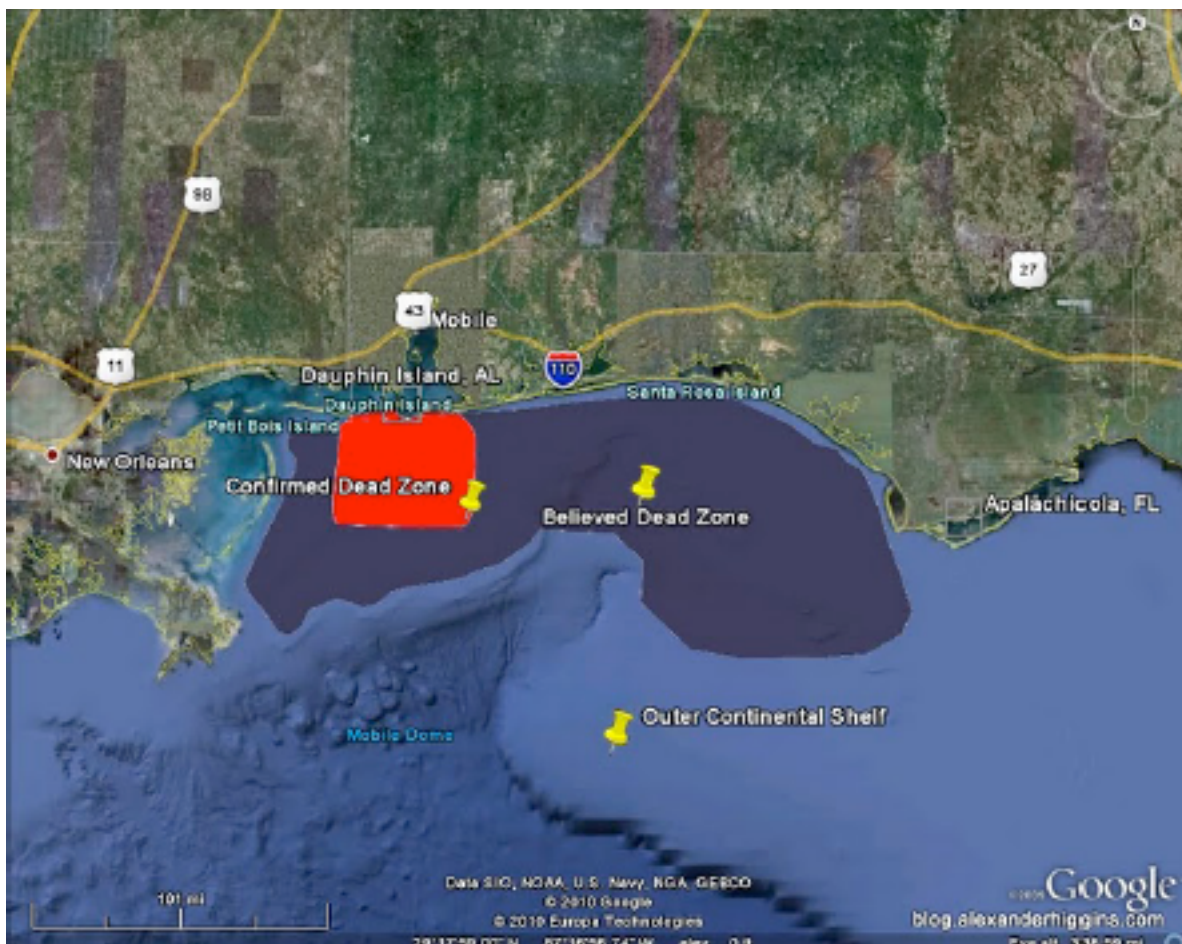 N
98
27
43
Mobile
11
110
Dauphin Island, AL
Dauphin Island
Santa Rosa Island
Petit Bois Island
New Orleans
Confirmed Dead Zone
Believed Dead Zone
Apalachicola, FL
Outer Continental Shelf
Mobile Dome
Data SIO, NOAA, U.S. Navy, NGA, GEBCO
© 2010 Google
© 2010 Europa Technologies
101 mi
Google
blog.alexanderhiggins.com